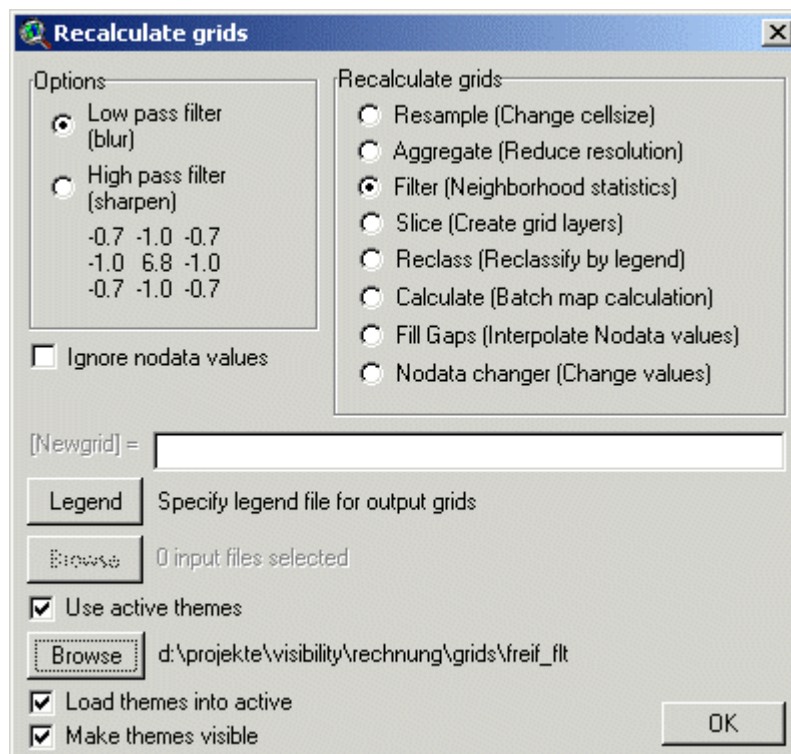 Recalculate grids
Options
Low pass filter
(blur)
High pass filter
(sharpen)
-0.7 -1.0 -0.7
-1.0 6.8 -1.0
-0.7 -1.0 -0.7
Ignore nodata values
Recalculate grids
Resample (Change cellsize)
Aggregate (Reduce resolution)
Filter (Neighborhood statistics)
Slice (Create grid layers)
Reclass (Reclassify by legend)
Calculate (Batch map calculation)
Fill Gaps (Interpolate Nodata values)
Nodata changer (Change values)
[Newgrid] =
Legend Specify legend file for output grids
Browse 0 input files selected
Use active themes
Browse d:\projekte\visibility\rechnung\grids\freif_flt
Load themes into active
Make themes visible
OK